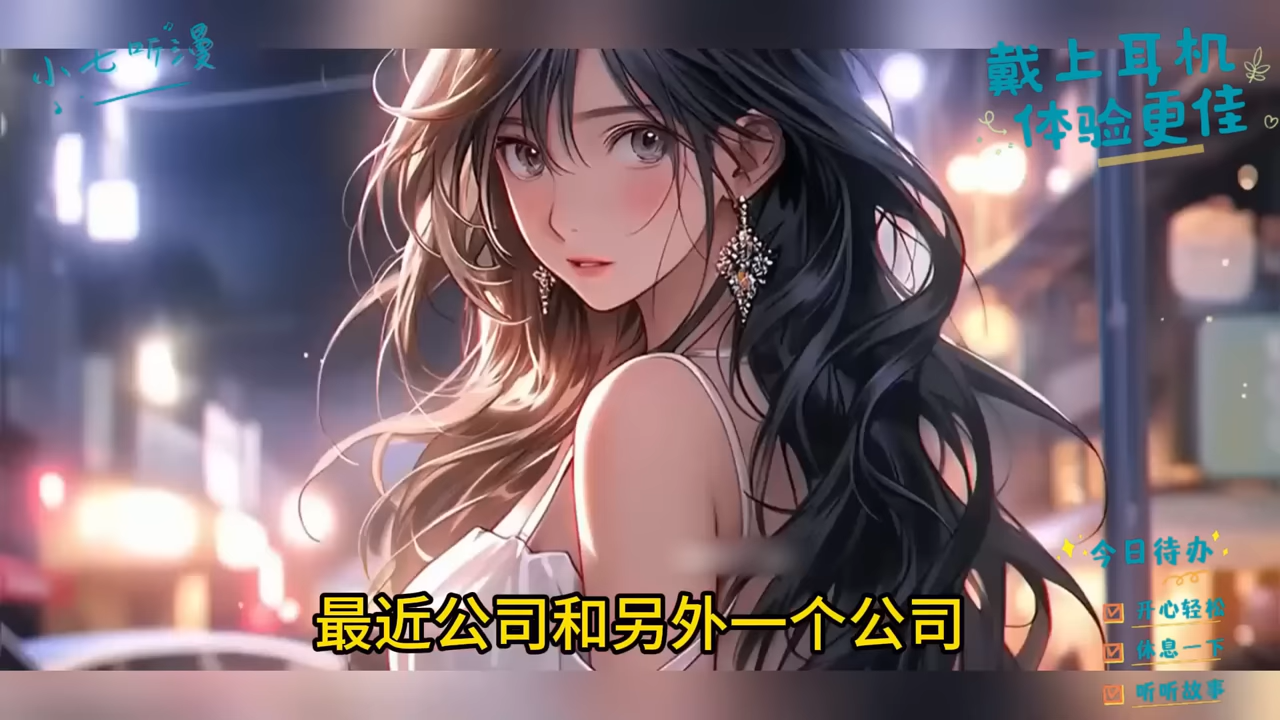 小七听漫
戴上耳机
体验更佳
今日待办
开心轻松
休息一下
听听故事
最近公司和另外一个公司